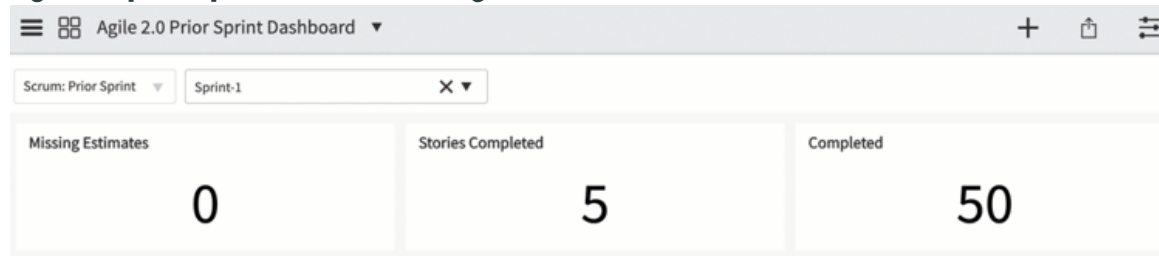 Agile 2.0 Prior Sprint Dashboard
Scrum: Prior Sprint
Sprint-1
Missing Estimates
Stories Completed
Completed
0
5
50